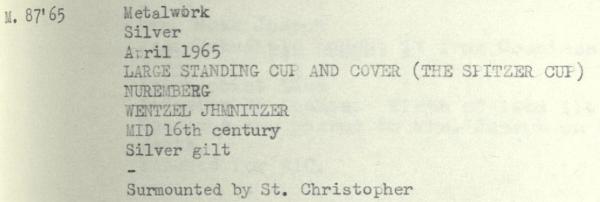 M. 87'65 Metalwork
Silver
April 1965
LARGE STANDING CUP AND COVER (THE SPITZER CUP)
NUREMBERG
WENTZEL JHMNITZER
MID 16th century
Silver gilt
-
Surmounted by St. Christopher